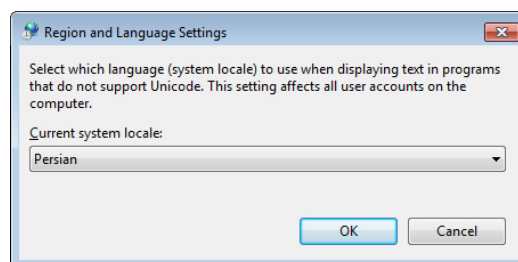 Region and Language Settings
Select which language (system locale) to use when displaying text in programs
that do not support Unicode. This setting affects all user accounts on the
computer.
Current system locale:
Persian
OK
Cancel